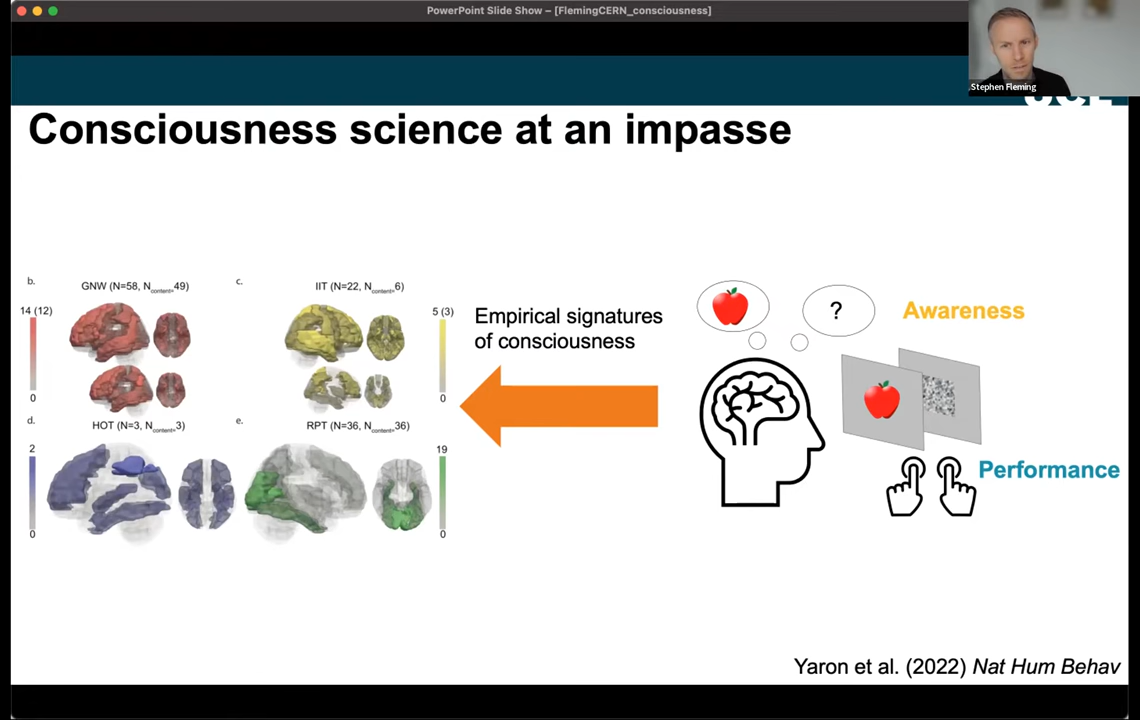 PowerPoint Slide Show – [FlemingCERN_consciousness]
Stephen Fleming
Consciousness science at an impasse
b.
GNW (N=58, Ncontent=49)
c.
IIT (N=22, Ncontent=6)
14 (12)
0
5 (3)
0
d.
HOT (N=3, Ncontent=3)
e.
RPT (N=36, Ncontent=36)
2
0
19
0
Empirical signatures
of consciousness
?
Awareness
Performance
Yaron et al. (2022) Nat Hum Behav